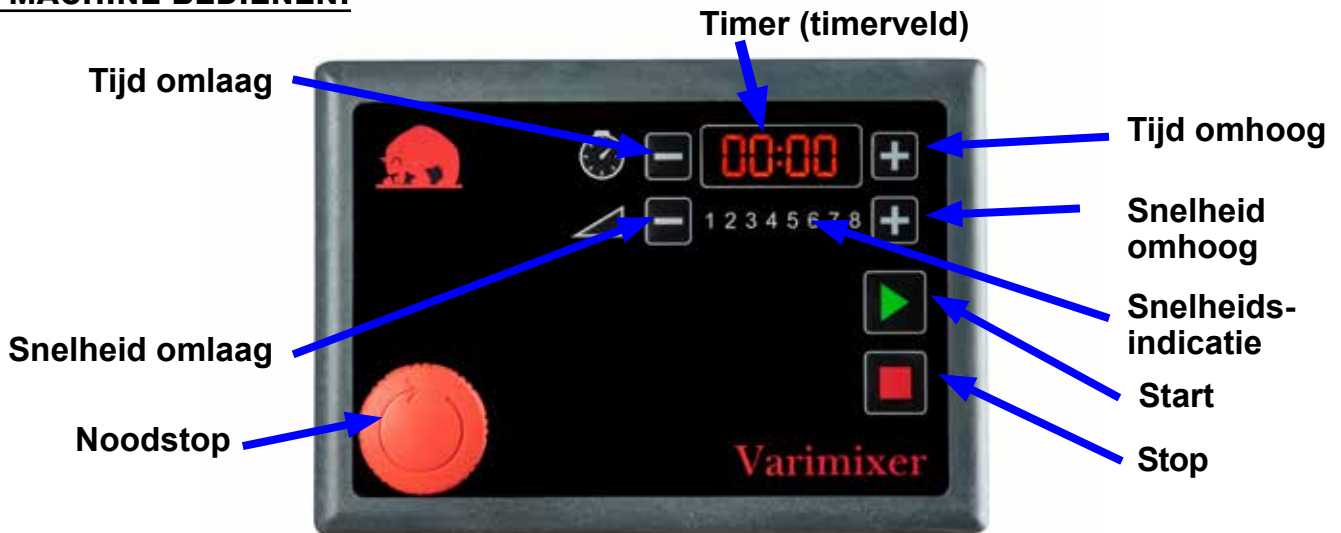 MACHINE BEDIENEN:
Timer (timerveld)
Tijd omlaag
Tijd omhoog
00:00
1 2 3 4 5 6 7 8
Snelheid
omhoog
Snelheids-
indicatie
Snelheid omlaag
Start
Noodstop
Stop
Varimixer